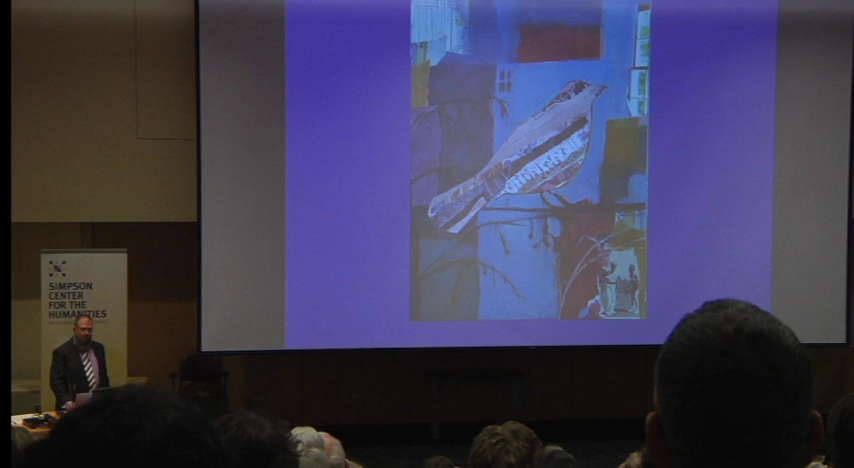 SIMPSON
CENTER
FOR THE
HUMANITIES